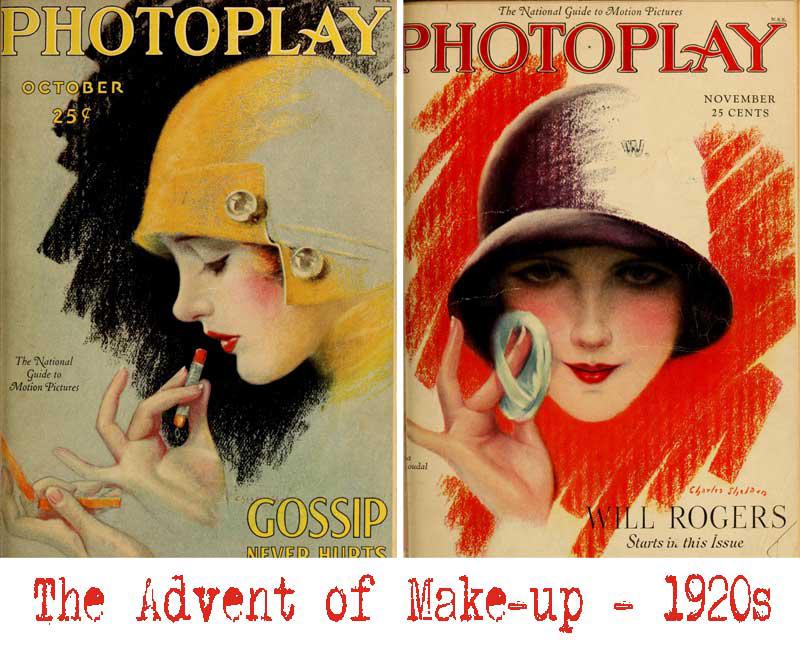 PHOTOPLAY
OCTOBER
25¢
The National
Guide to
Motion Pictures
GOSSIP
NEVER HURTS
The National Guide to Motion Pictures
PHOTOPLAY
NOVEMBER
25 CENTS
oudal
Charles Sheldon
WILL ROGERS
Starts in this Issue
The Advent of Make-up - 1920s